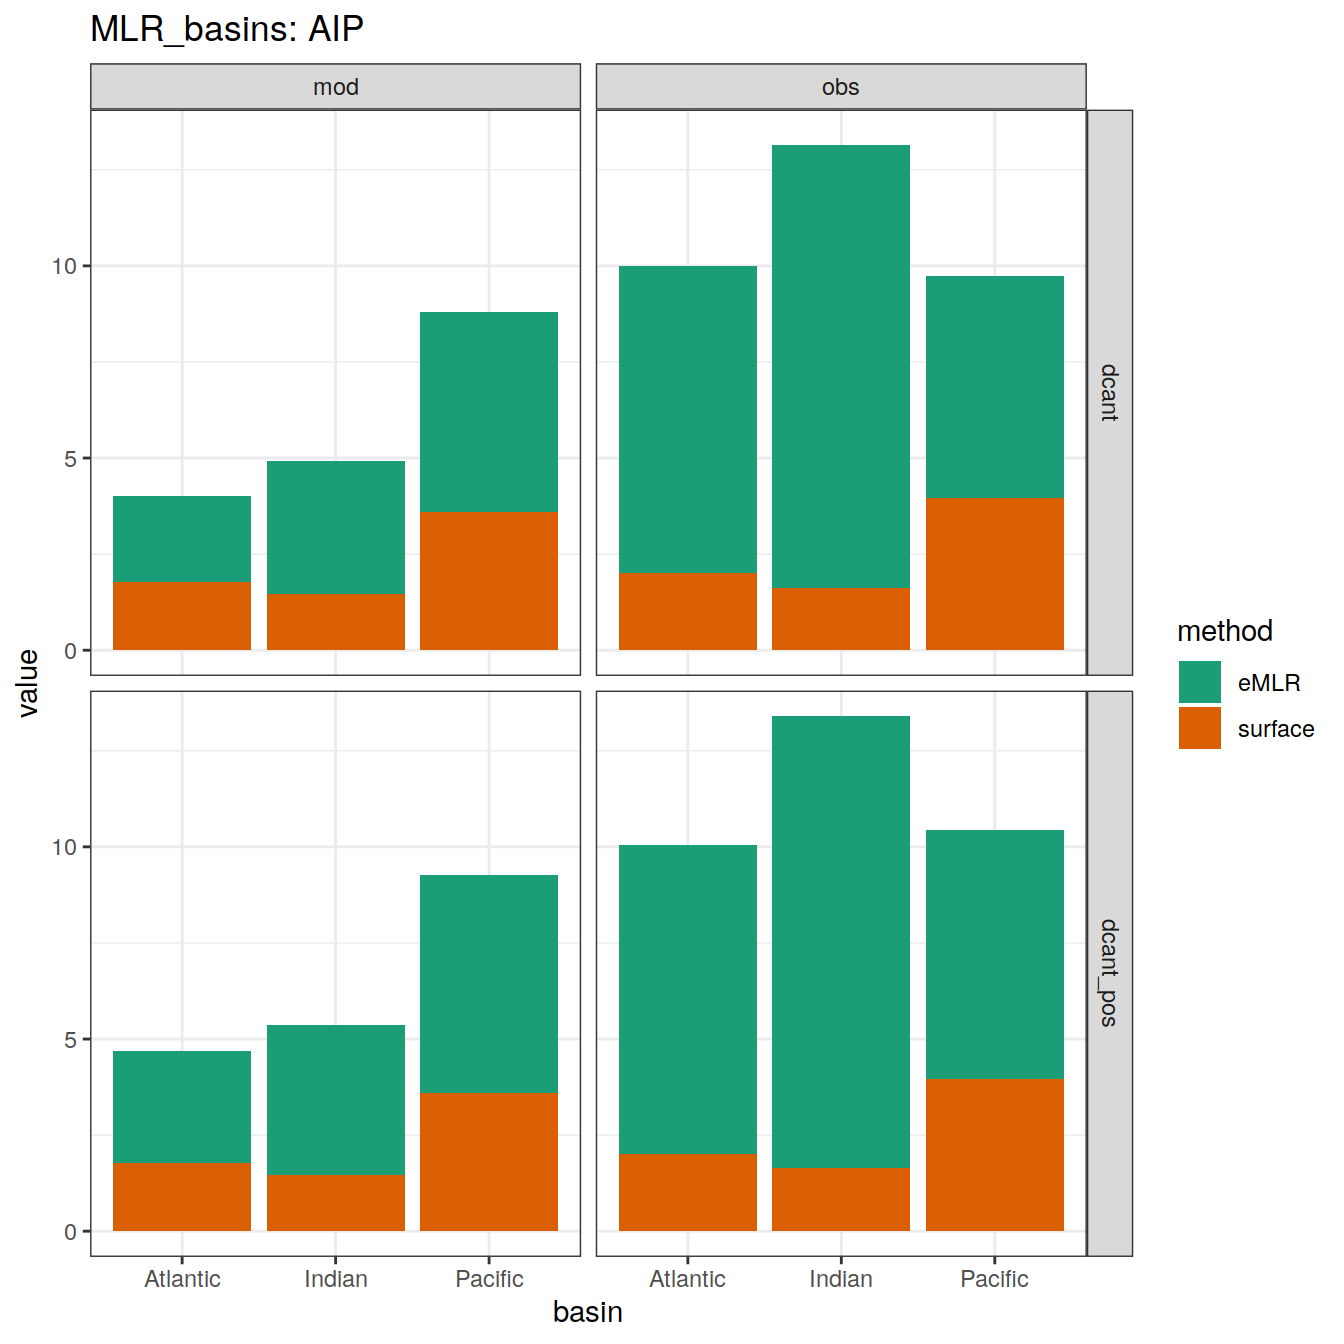 MLR_basins: AIP
mod
obs
10
5
0
dcant
10
5
0
dcant_pos
value
Atlantic
Indian
Pacific
Atlantic
Indian
Pacific
basin
method
eMLR
surface